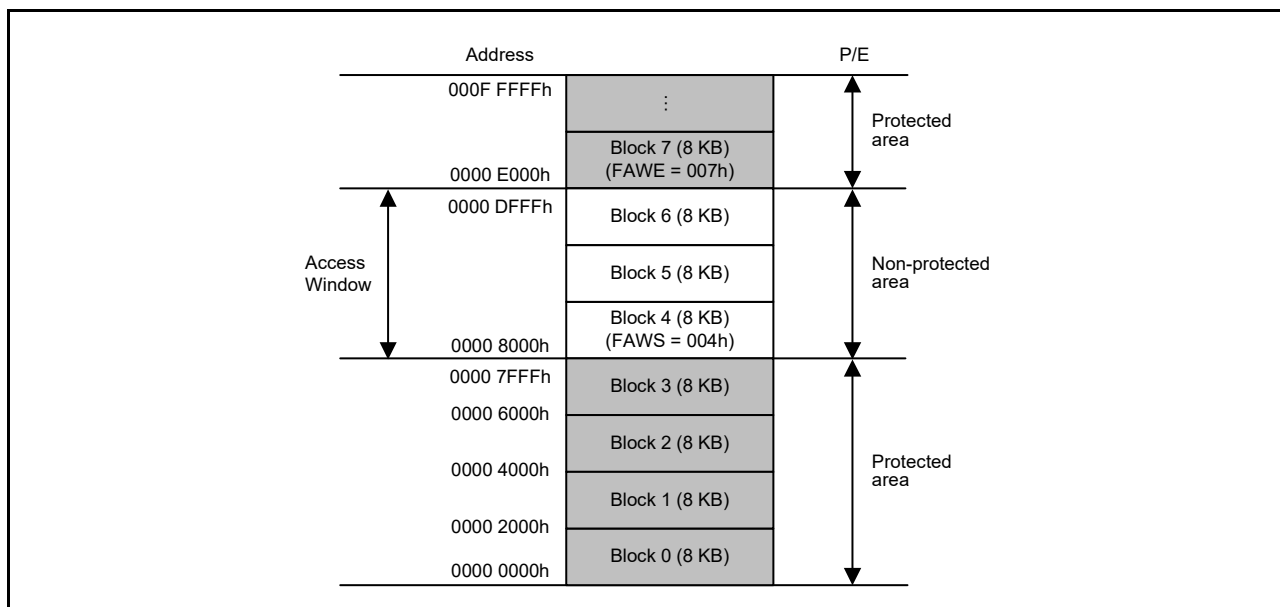 Address P/E
000F FFFFh
⋮
Protected
area
Block 7 (8 KB)
(FAWE = 007h)
0000 E000h
0000 DFFFh
Block 6 (8 KB)
Access
Window
Block 5 (8 KB)
Non-protected
area
Block 4 (8 KB)
(FAWS = 004h)
0000 8000h
0000 7FFFh
Block 3 (8 KB)
0000 6000h
Block 2 (8 KB)
Protected
area
0000 4000h
Block 1 (8 KB)
0000 2000h
Block 0 (8 KB)
0000 0000h